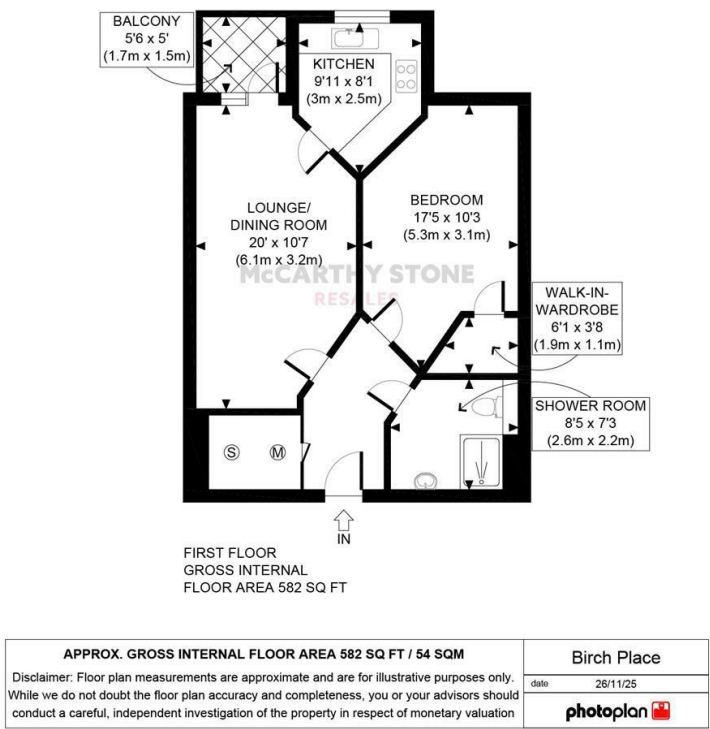 BALCONY
5'6 x 5'
(1.7m x 1.5m)
KITCHEN
9'11 x 8'1
(3m x 2.5m)
LOUNGE/
DINING ROOM
20' x 10'7
(6.1m x 3.2m)
BEDROOM
17'5 x 10'3
(5.3m x 3.1m)
McCARTHY STONE
RESALES
WALK-IN-
WARDROBE
6'1 x 3'8
(1.9m x 1.1m)
SHOWER ROOM
8'5 x 7'3
(2.6m x 2.2m)
S
M
IN
FIRST FLOOR
GROSS INTERNAL
FLOOR AREA 582 SQ FT
APPROX. GROSS INTERNAL FLOOR AREA 582 SQ FT / 54 SQM
Disclaimer: Floor plan measurements are approximate and are for illustrative purposes only.
While we do not doubt the floor plan accuracy and completeness, you or your advisors should
conduct a careful, independent investigation of the property in respect of monetary valuation
Birch Place
date 26/11/25
photoplan